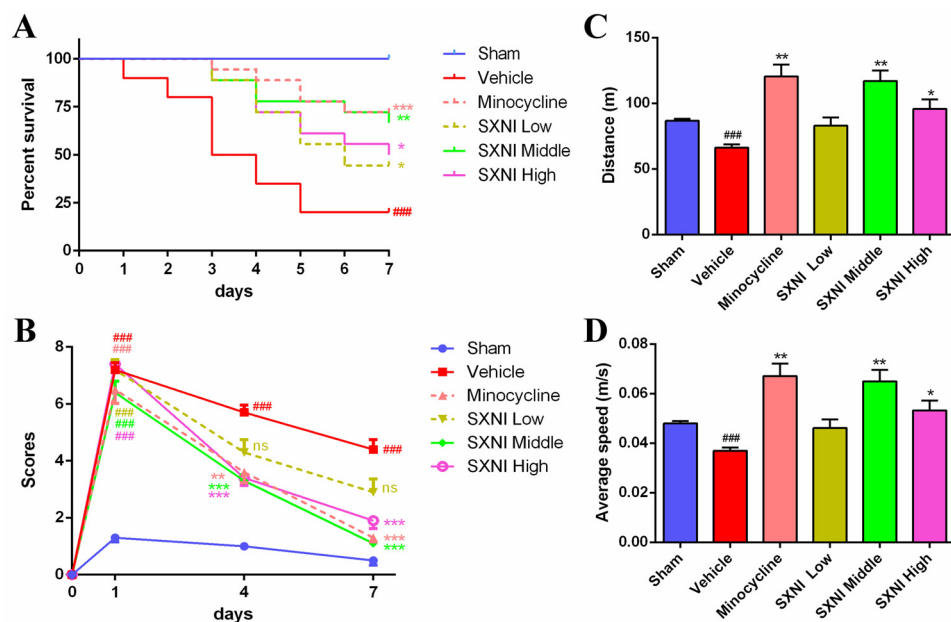 A
Percent survival
100
75
50
25
0
0 1 2 3 4 5 6 7
days
***
**
*
*
###
Sham
Vehicle
Minocycline
SXNI Low
SXNI Middle
SXNI High
B
Scores
8
6
4
2
0
0 1 4 7
days
###
###
###
###
###
###
ns
**
***
***
###
ns
***
***
***
Sham
Vehicle
Minocycline
SXNI Low
SXNI Middle
SXNI High
C
Distance (m)
150
100
50
0
###
**
**
*
Sham
Vehicle
Minocycline
SXNI Low
SXNI Middle
SXNI High
D
Average speed (m/s)
0.08
0.06
0.04
0.02
0.00
###
**
**
*
Sham
Vehicle
Minocycline
SXNI Low
SXNI Middle
SXNI High